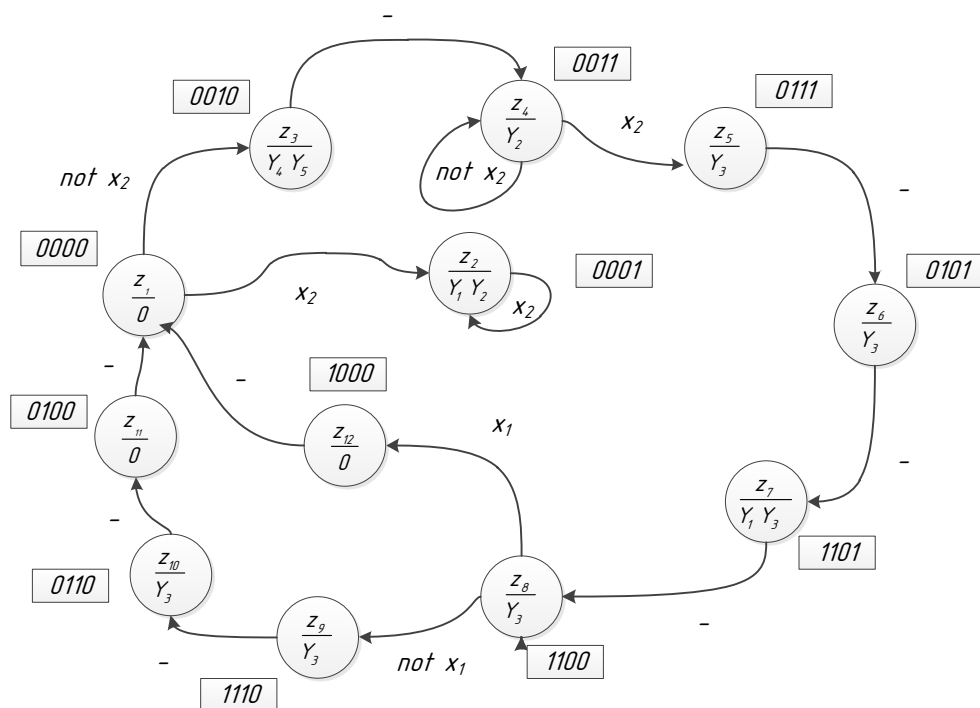 –
0011
0010
0111
z₄
Y₂
z₃
Y₄ Y₅
x₂
z₅
Y₃
not x₂
not x₂
–
0000
0001
0101
z₂
Y₁ Y₂
z₁
0
x₂
x₂
z₆
Y₃
–
–
1000
0100
x₁
z₁₁
0
z₁₂
0
–
z₇
Y₁ Y₃
–
1101
z₁₀
Y₃
0110
z₈
Y₃
z₉
Y₃
–
–
not x₁
1100
1110